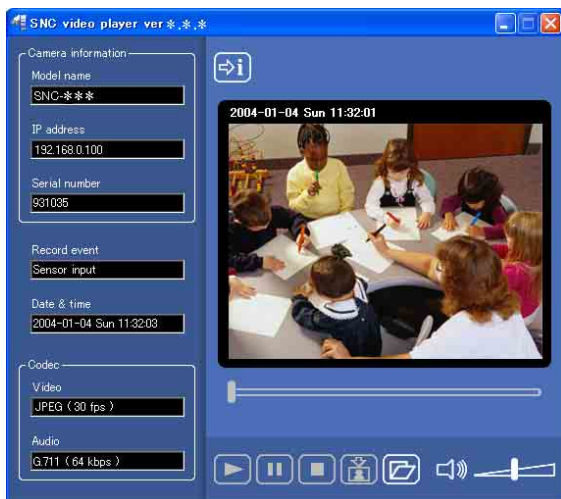 SNC video player ver *.*.*
Camera information
Model name
SNC-***
IP address
192.168.0.100
Serial number
931035
Record event
Sensor input
Date & time
2004-01-04 Sun 11:32:03
Codec
Video
JPEG ( 30 fps )
Audio
G.711 ( 64 kbps )
i
2004-01-04 Sun 11:32:01